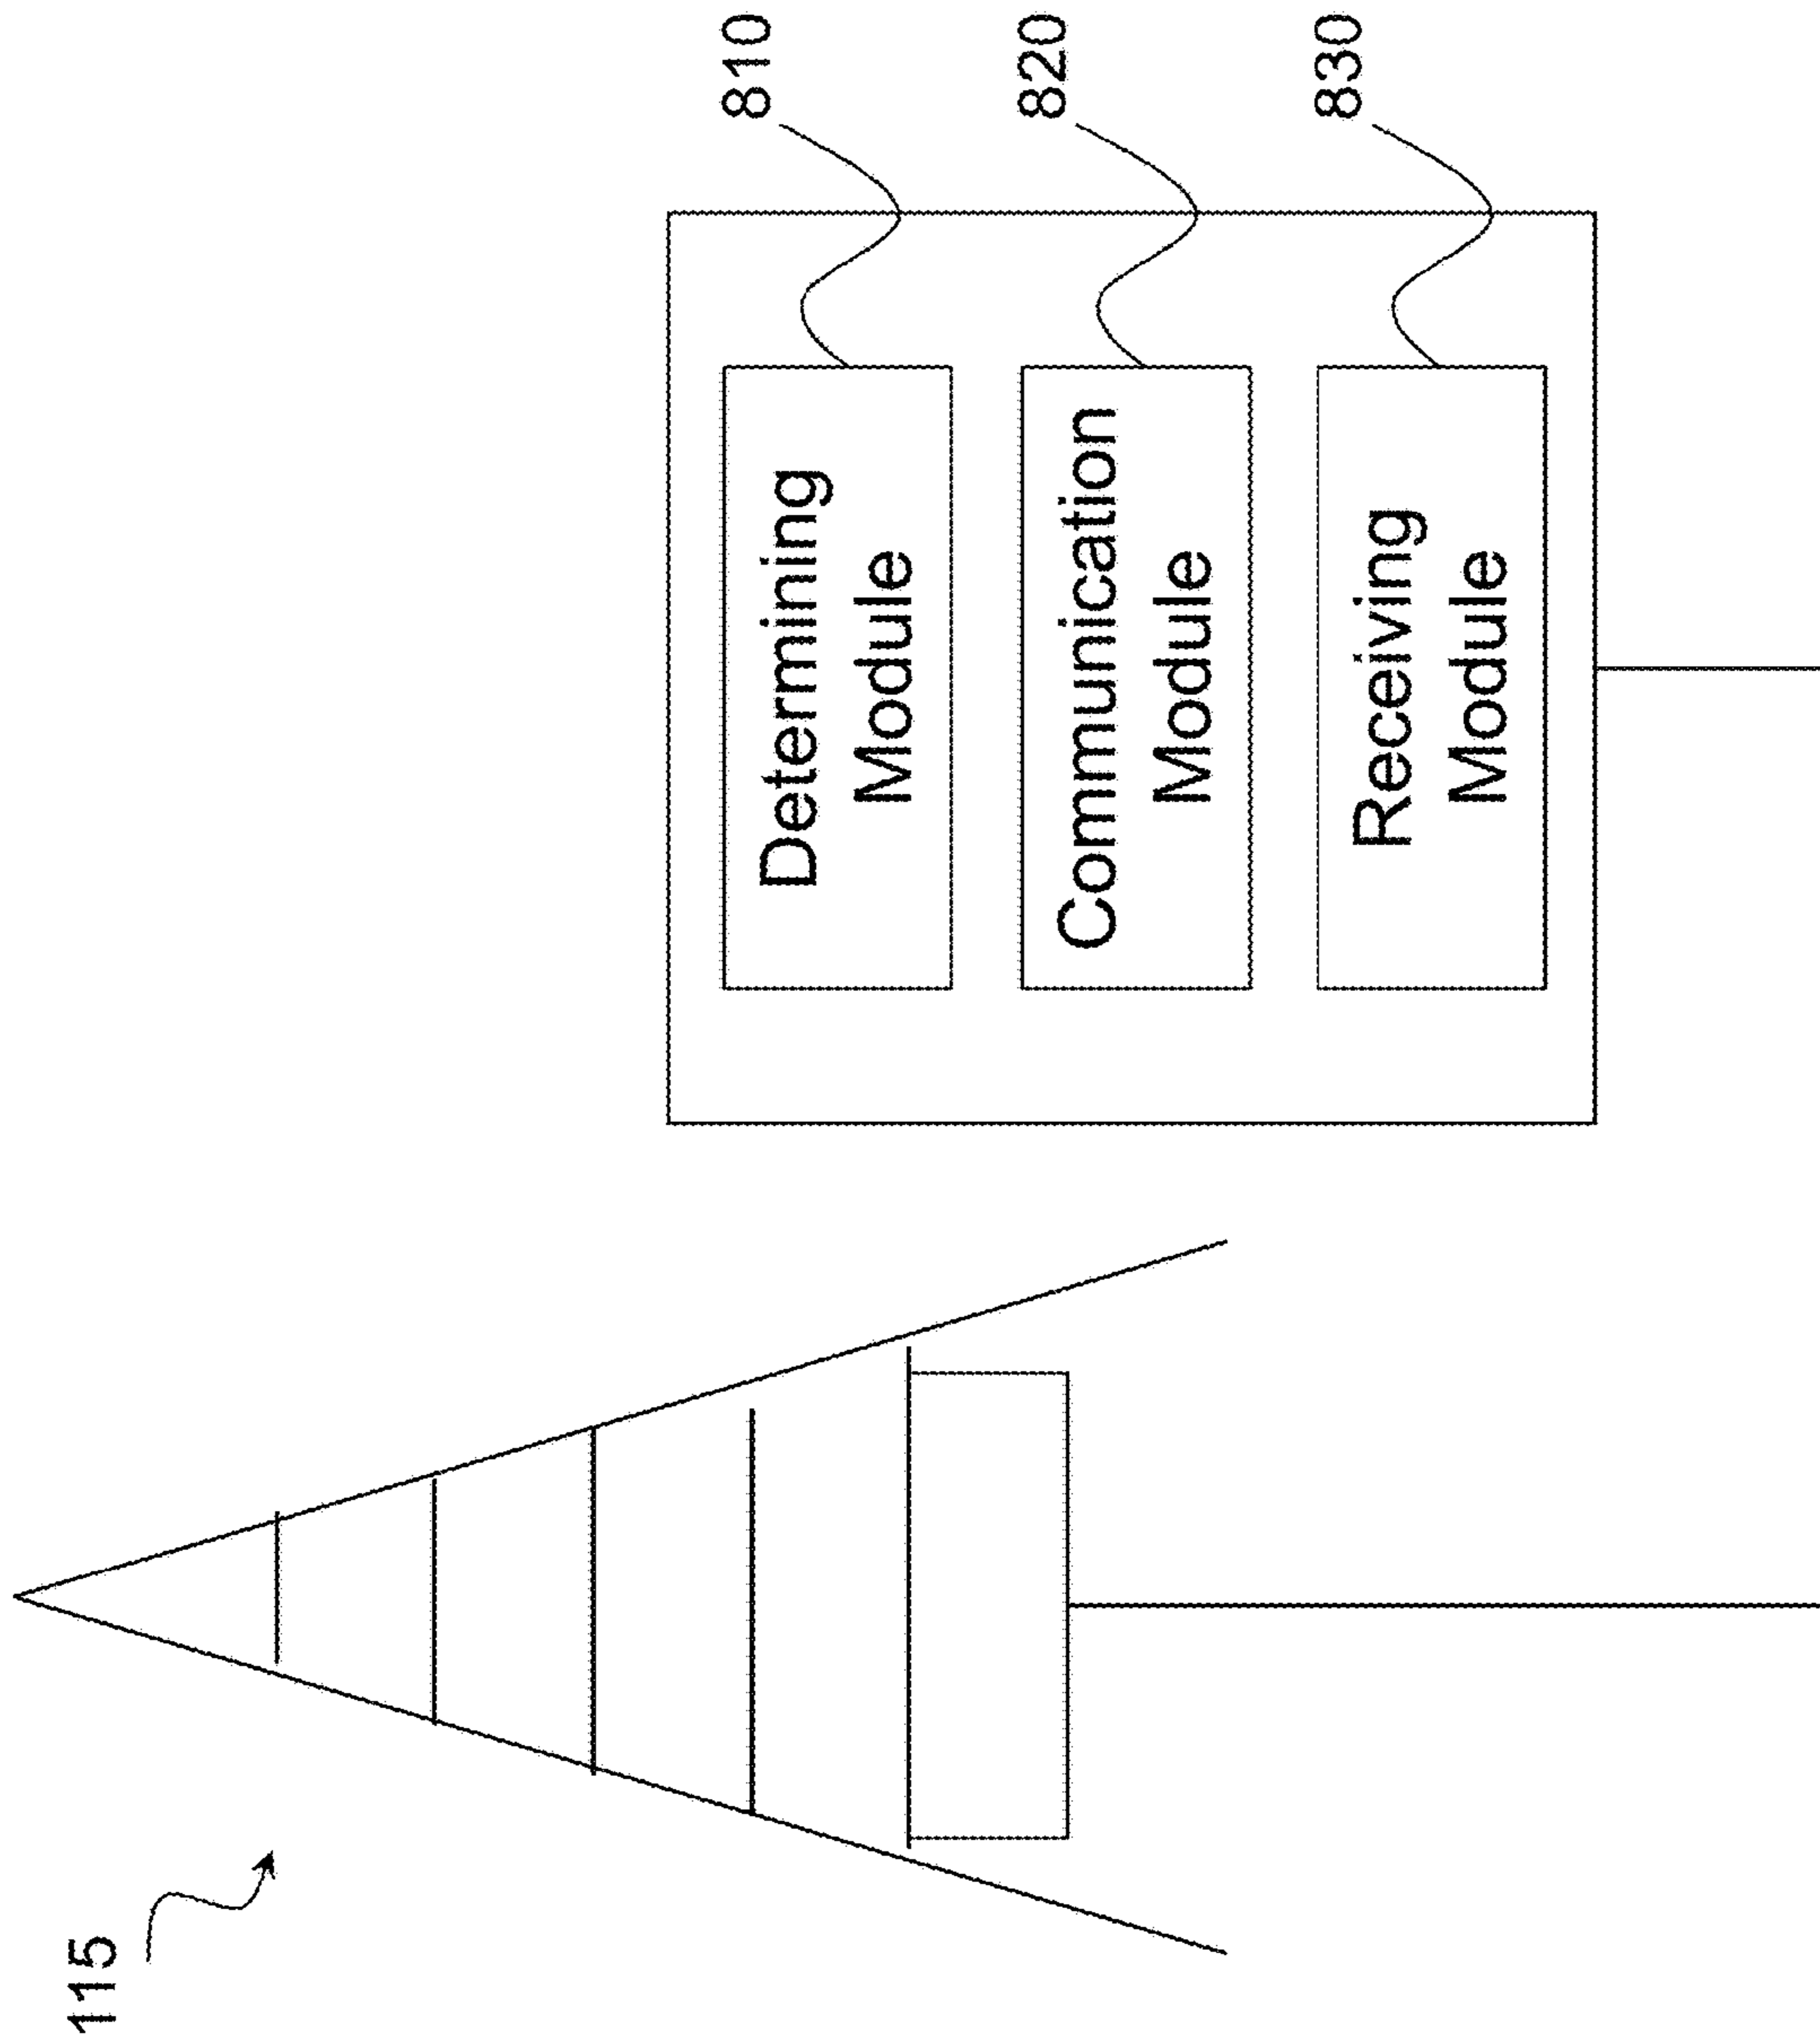 115
Determining
Module
810
Communication
Module
820
Receiving
Module
830